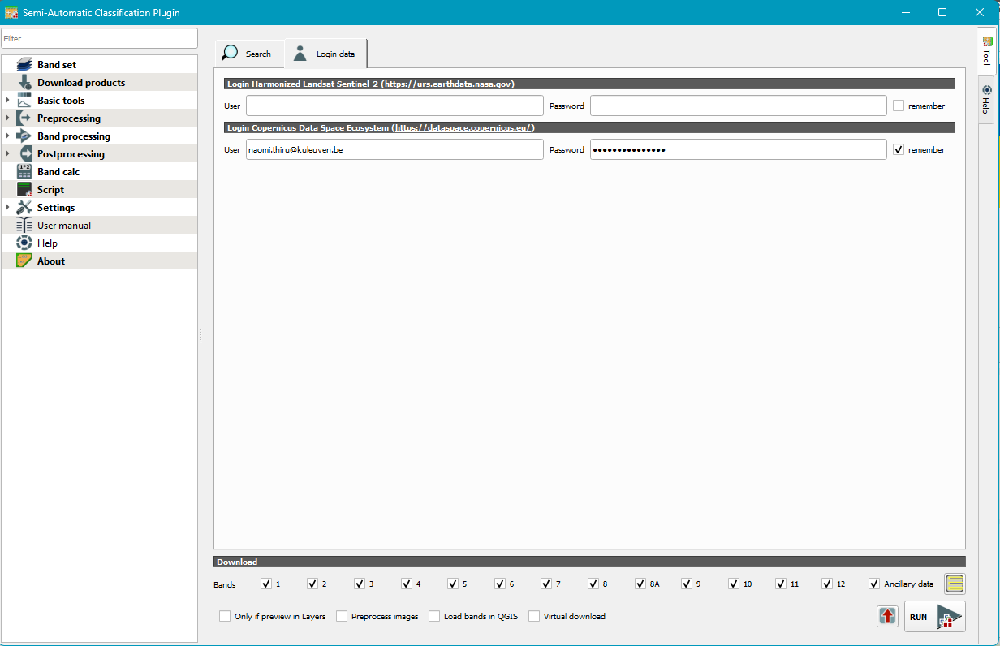 Semi-Automatic Classification Plugin
Filter
Band set
Download products
Basic tools
Preprocessing
Band processing
Postprocessing
Band calc
Script
Settings
User manual
Help
About
Search
Login data
Login Harmonized Landsat Sentinel-2 (https://urs.earthdata.nasa.gov)
User
Password
remember
Login Copernicus Data Space Ecosystem (https://dataspace.copernicus.eu/)
User naomi.thiru@kuleuven.be
Password •••••••••••••••
remember
Download
Bands 1 2 3 4 5 6 7 8 8A 9 10 11 12 Ancillary data
Only if preview in Layers Preprocess images Load bands in QGIS Virtual download
RUN
Tool
Help